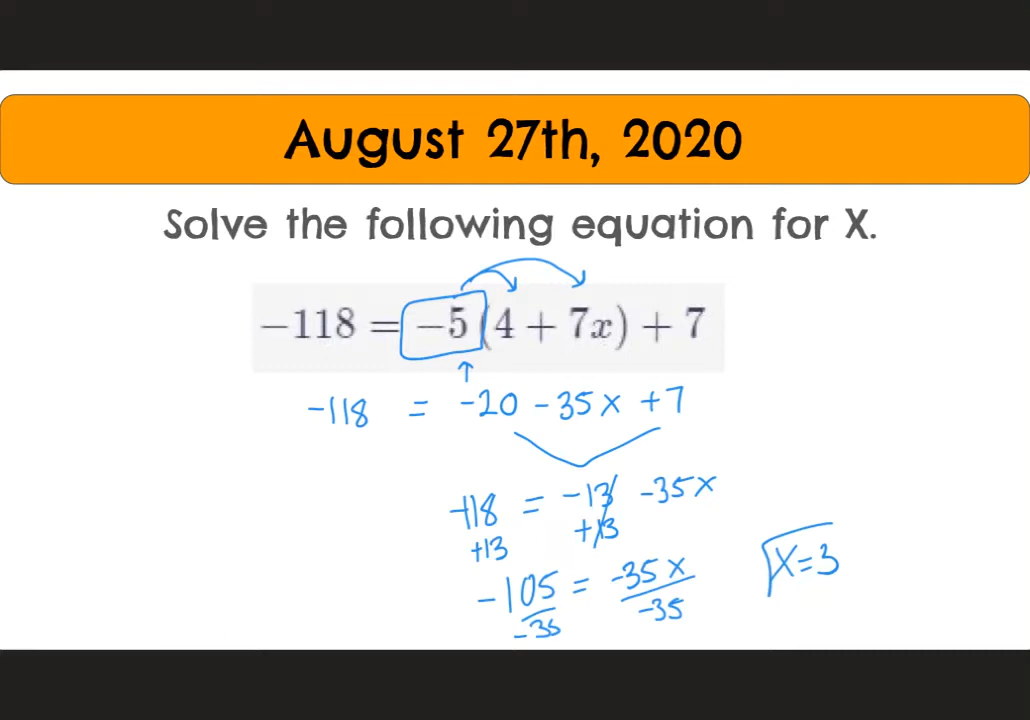 August 27th, 2020
Solve the following equation for X.
−118 = −5(4 + 7x) + 7
-118 = -20 - 35x +7
-118 = -13 -35x
+13 +13
-105 = -35x
-35 -35
x=3